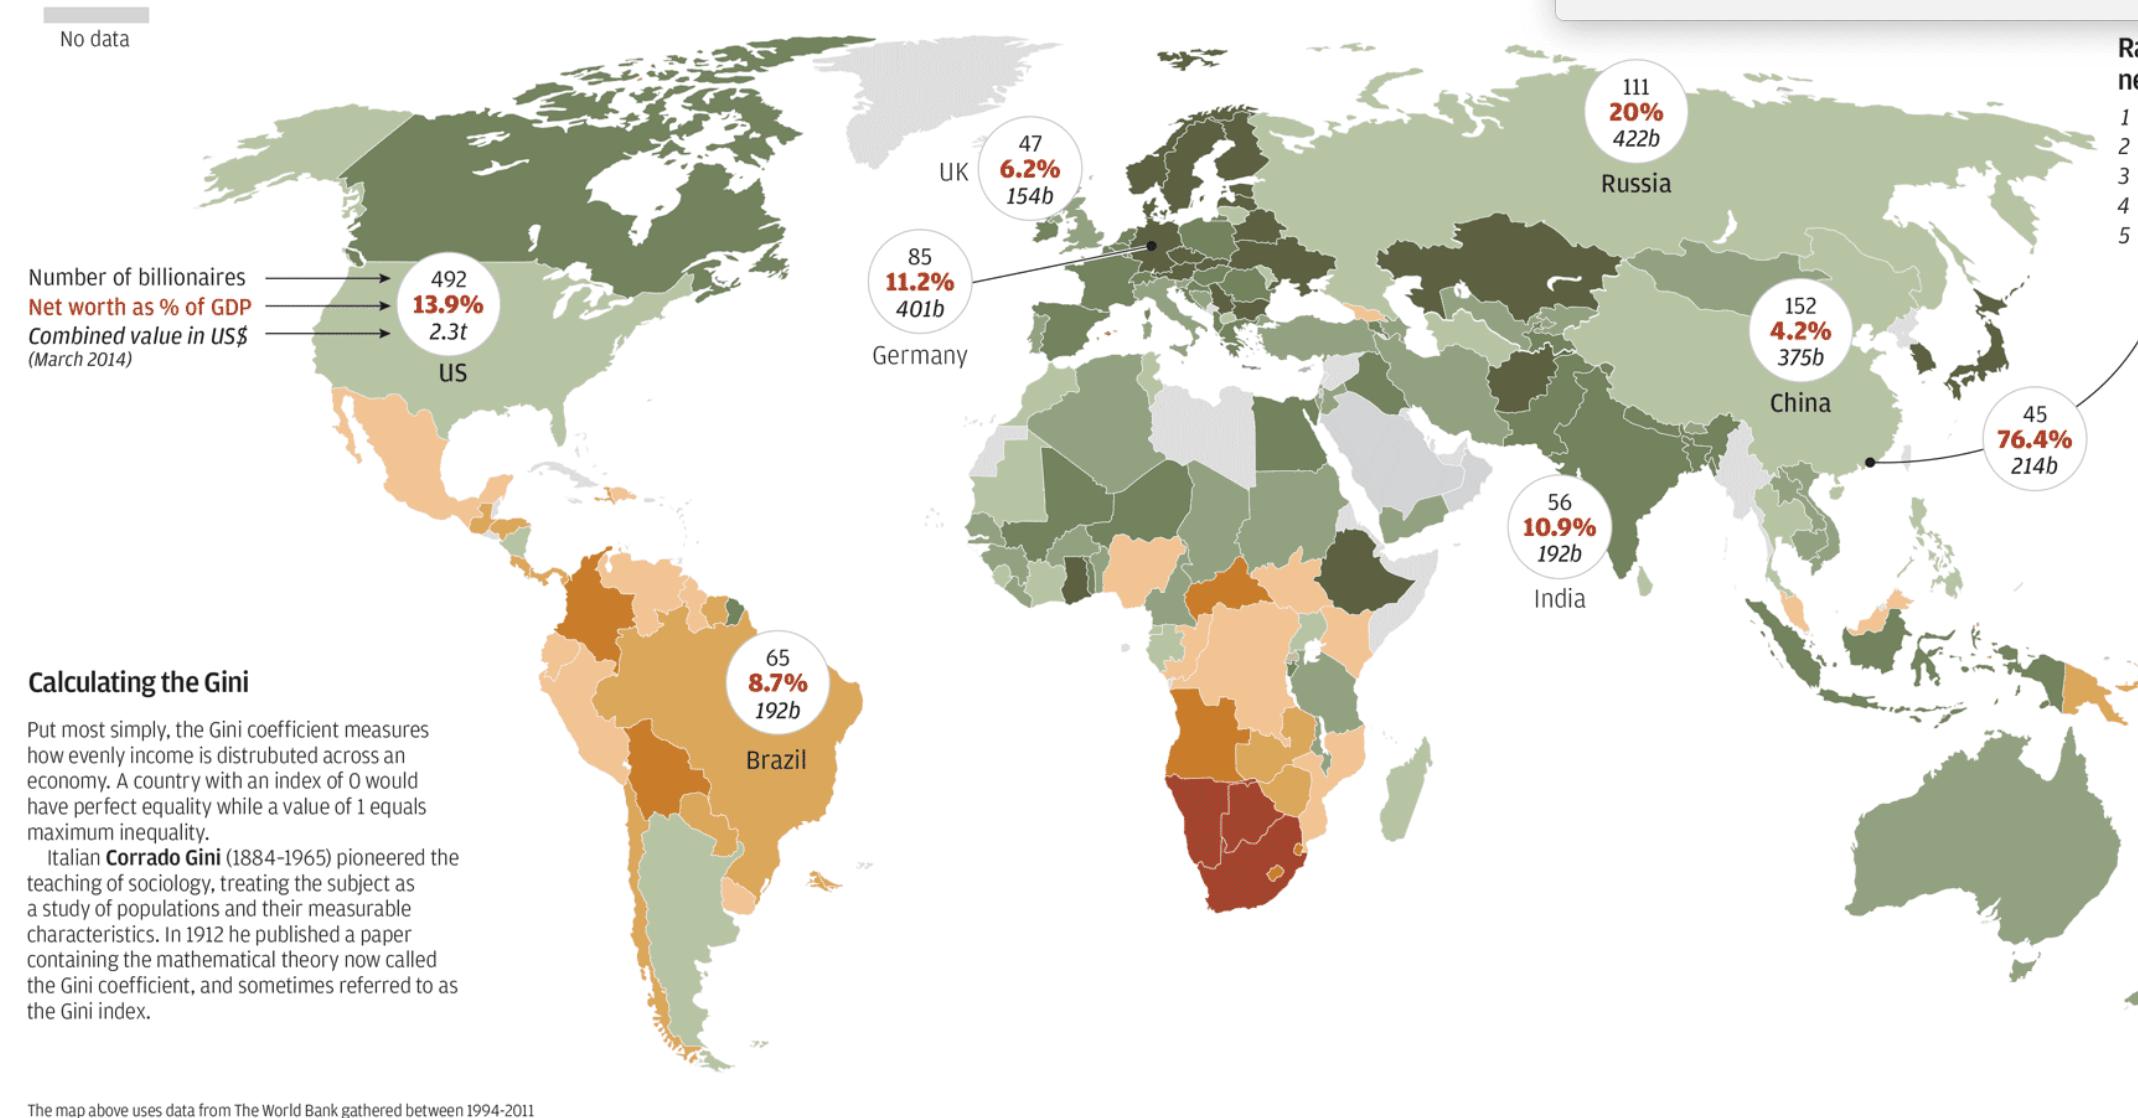 No data
Number of billionaires
Net worth as % of GDP
Combined value in US$
(March 2014)
492
13.9%
2.3t
US
47
6.2%
154b
UK
85
11.2%
401b
Germany
111
20%
422b
Russia
152
4.2%
375b
China
45
76.4%
214b
56
10.9%
192b
India
65
8.7%
192b
Brazil
1
2
3
4
5
Calculating the Gini
Put most simply, the Gini coefficient measures
how evenly income is distrubuted across an
economy. A country with an index of 0 would
have perfect equality while a value of 1 equals
maximum inequality.
Italian Corrado Gini (1884-1965) pioneered the
teaching of sociology, treating the subject as
a study of populations and their measurable
characteristics. In 1912 he published a paper
containing the mathematical theory now called
the Gini coefficient, and sometimes referred to as
the Gini index.
The map above uses data from The World Bank gathered between 1994-2011